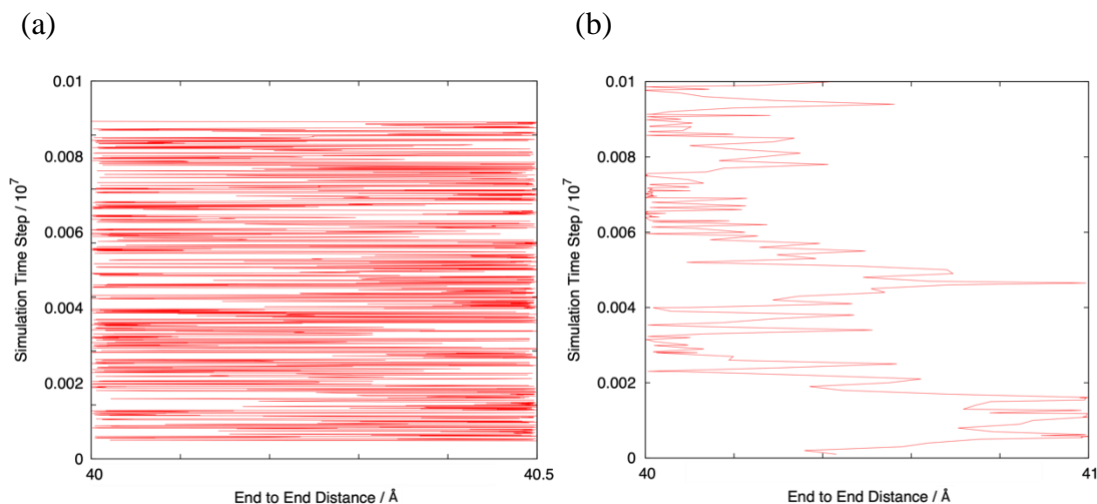 (a)
(b)
0.01
0.008
0.006
0.004
0.002
0
Simulation Time Step / 10^7
40
40.5
End to End Distance / Å
0.01
0.008
0.006
0.004
0.002
0
Simulation Time Step / 10^7
40
41
End to End Distance / Å